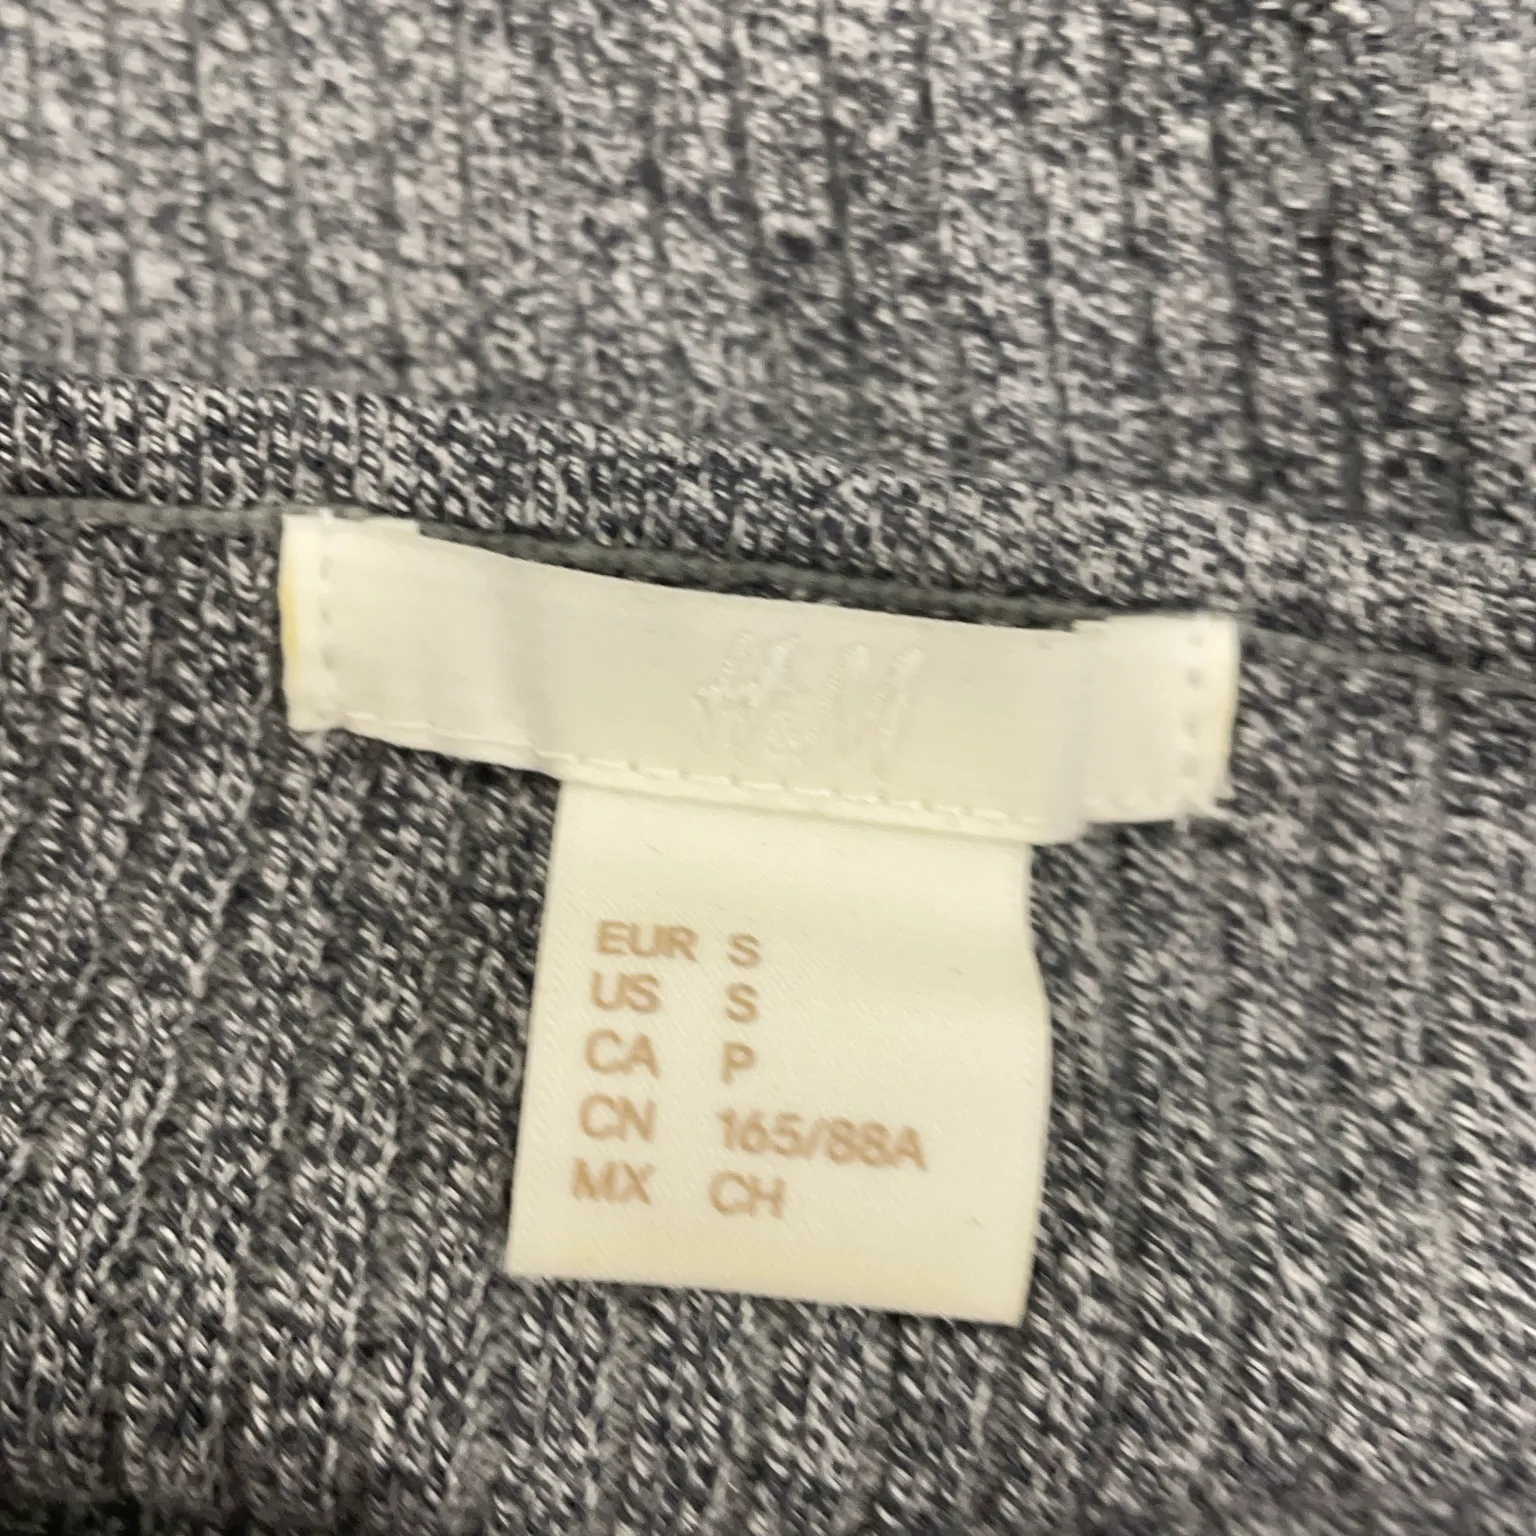 H&M
EUR S
US S
CA P
CN 165/88A
MX CH